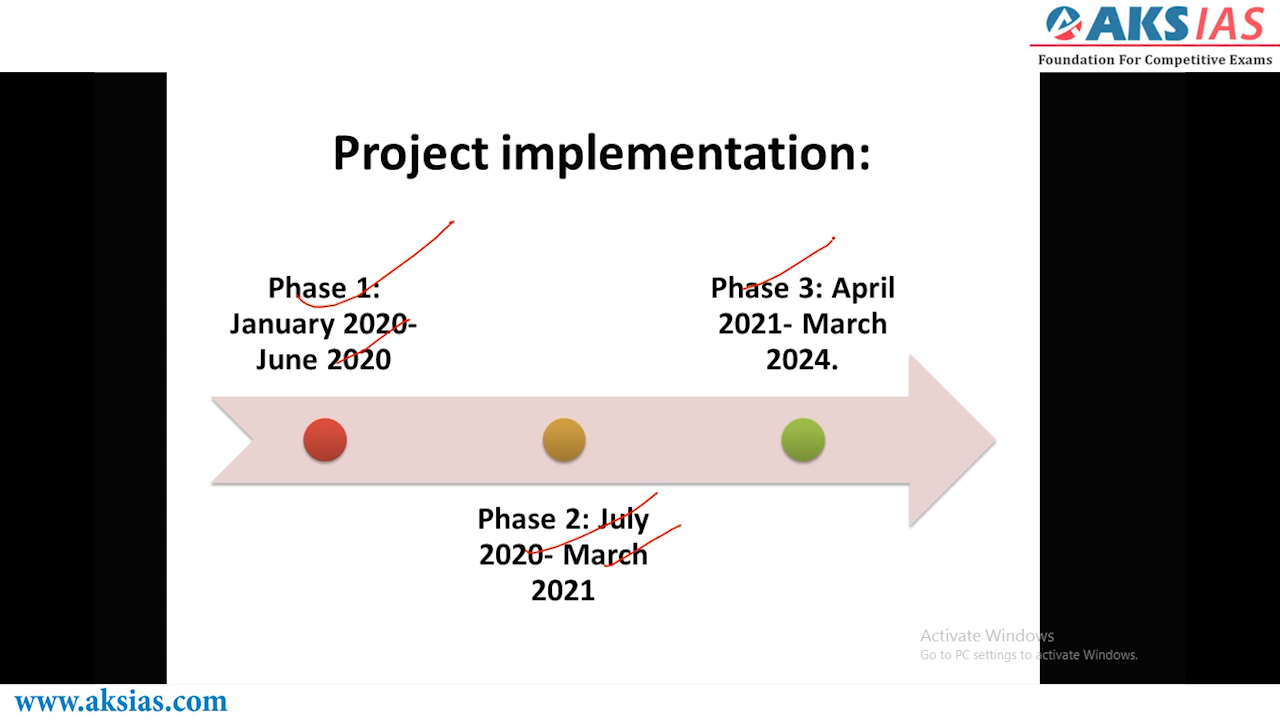 AKS IAS
Foundation For Competitive Exams
Project implementation:
Phase 1:
January 2020-
June 2020
Phase 3: April
2021- March
2024.
Phase 2: July
2020- March
2021
Activate Windows
Go to PC settings to activate Windows.
www.aksias.com